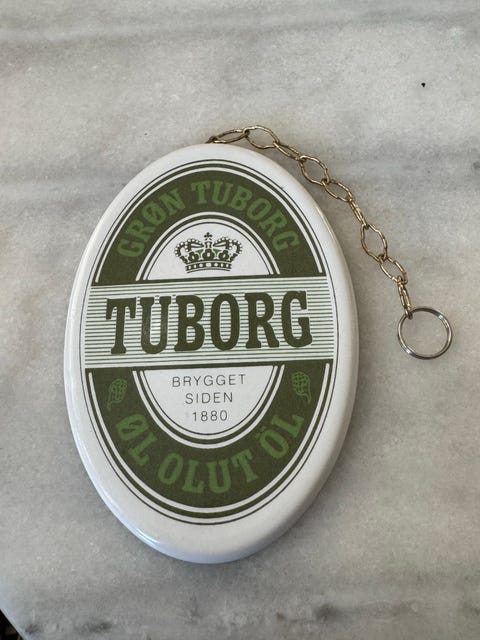 GRØN TUBORG
TUBORG
BRYGGET
SIDEN
1880
ØL OLUT ÖL